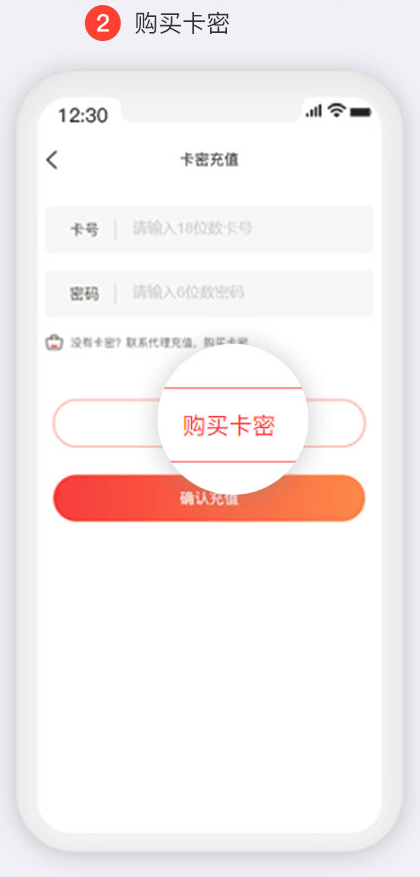 2 购买卡密
12:30
卡密充值
卡号 请输入18位数卡号
密码 请输入6位数密码
没有卡密？联系代理充值，购买卡密
购买卡密
确认充值